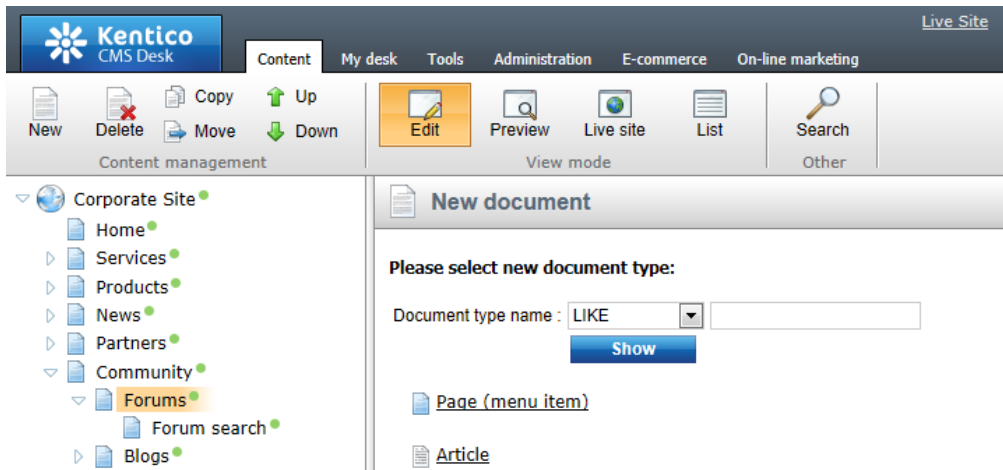 Live Site
Kentico
CMS Desk
Content My desk Tools Administration E-commerce On-line marketing
New Delete Copy Move Up Down
Content management
Edit Preview Live site List
View mode
Search
Other
Corporate Site
Home
Services
Products
News
Partners
Community
Forums
Forum search
Blogs
New document
Please select new document type:
Document type name : LIKE
Show
Page (menu item)
Article